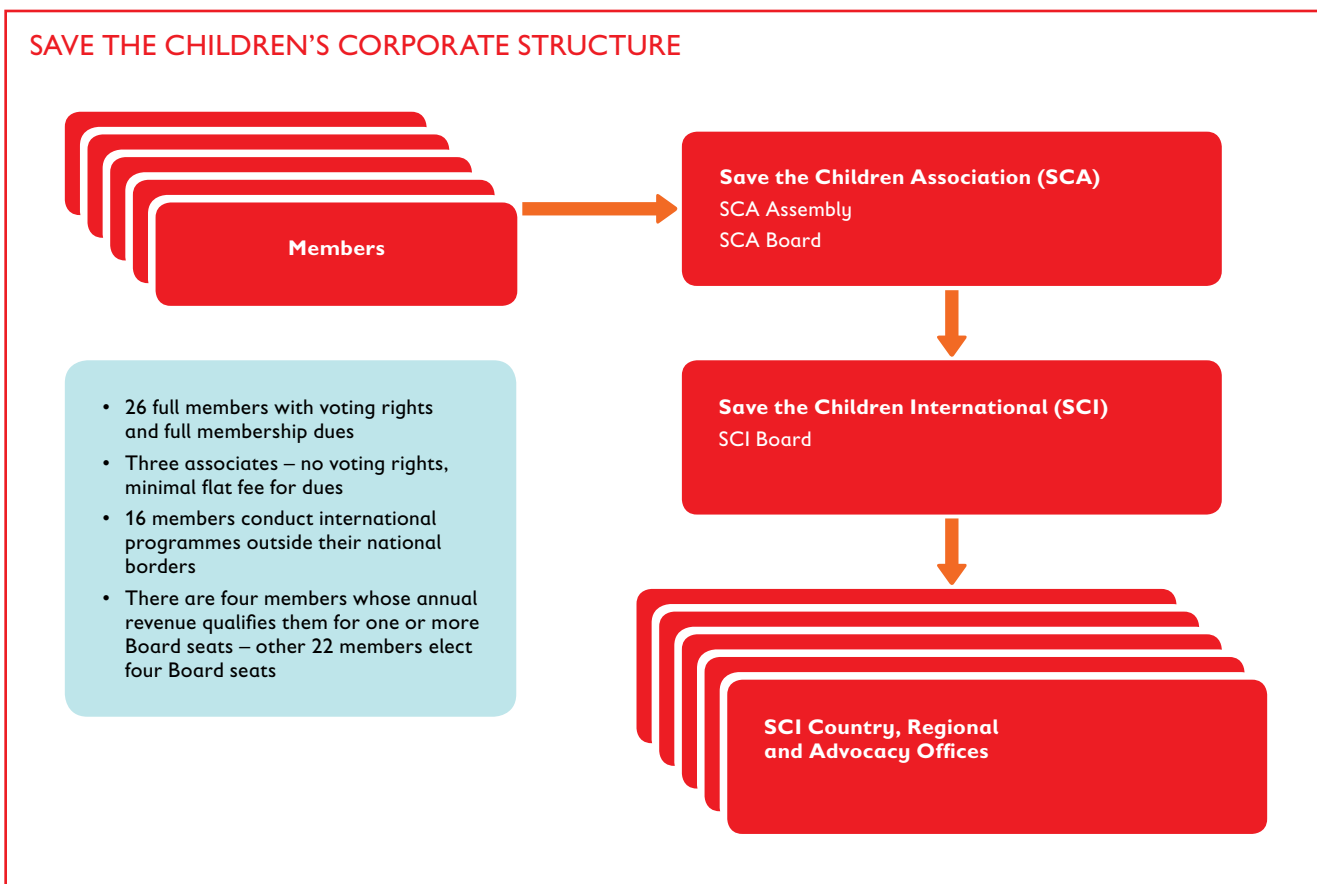 SAVE THE CHILDREN’S CORPORATE STRUCTURE
Members
Save the Children Association (SCA)
SCA Assembly
SCA Board
• 26 full members with voting rights
and full membership dues
• Three associates – no voting rights,
minimal flat fee for dues
• 16 members conduct international
programmes outside their national
borders
• There are four members whose annual
revenue qualifies them for one or more
Board seats – other 22 members elect
four Board seats
Save the Children International (SCI)
SCI Board
SCI Country, Regional
and Advocacy Offices